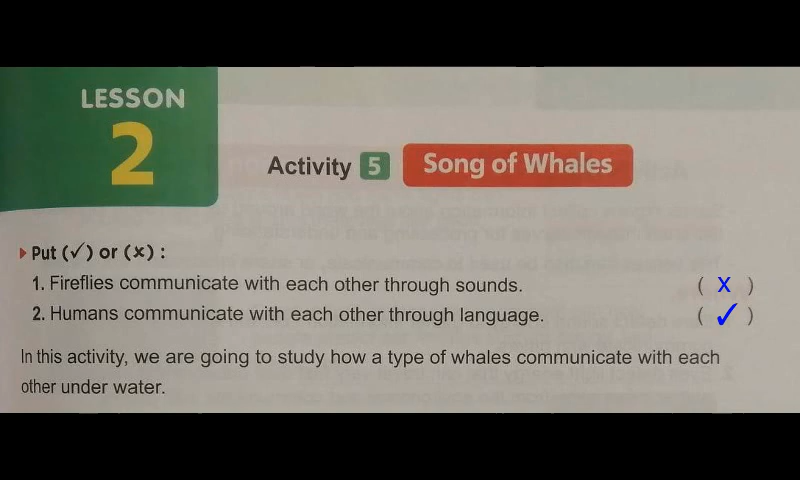 LESSON
2
Activity 5 Song of Whales
Put (✓) or (×) :
1. Fireflies communicate with each other through sounds. ( X )
2. Humans communicate with each other through language. ( ✓ )
In this activity, we are going to study how a type of whales communicate with each
other under water.